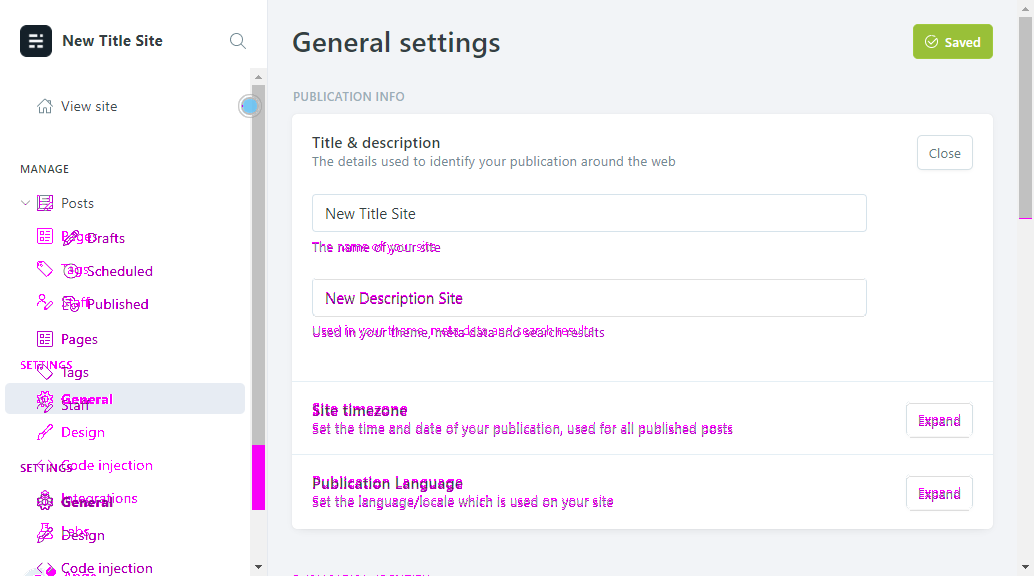 New Title Site
View site
MANAGE
Posts
Pages
Drafts
Tags
Scheduled
Staff
Published
Pages
SETTINGS
Tags
General
Staff
Design
Code injection
SETTINGS
Integrations
General
Labs
Design
Code injection
General settings
Saved
PUBLICATION INFO
Title & description
The details used to identify your publication around the web
Close
New Title Site
The name of your site
New Description Site
Used in your theme, meta data and search results
Site timezone
Set the time and date of your publication, used for all published posts
Expand
Publication Language
Set the language/locale which is used on your site
Expand